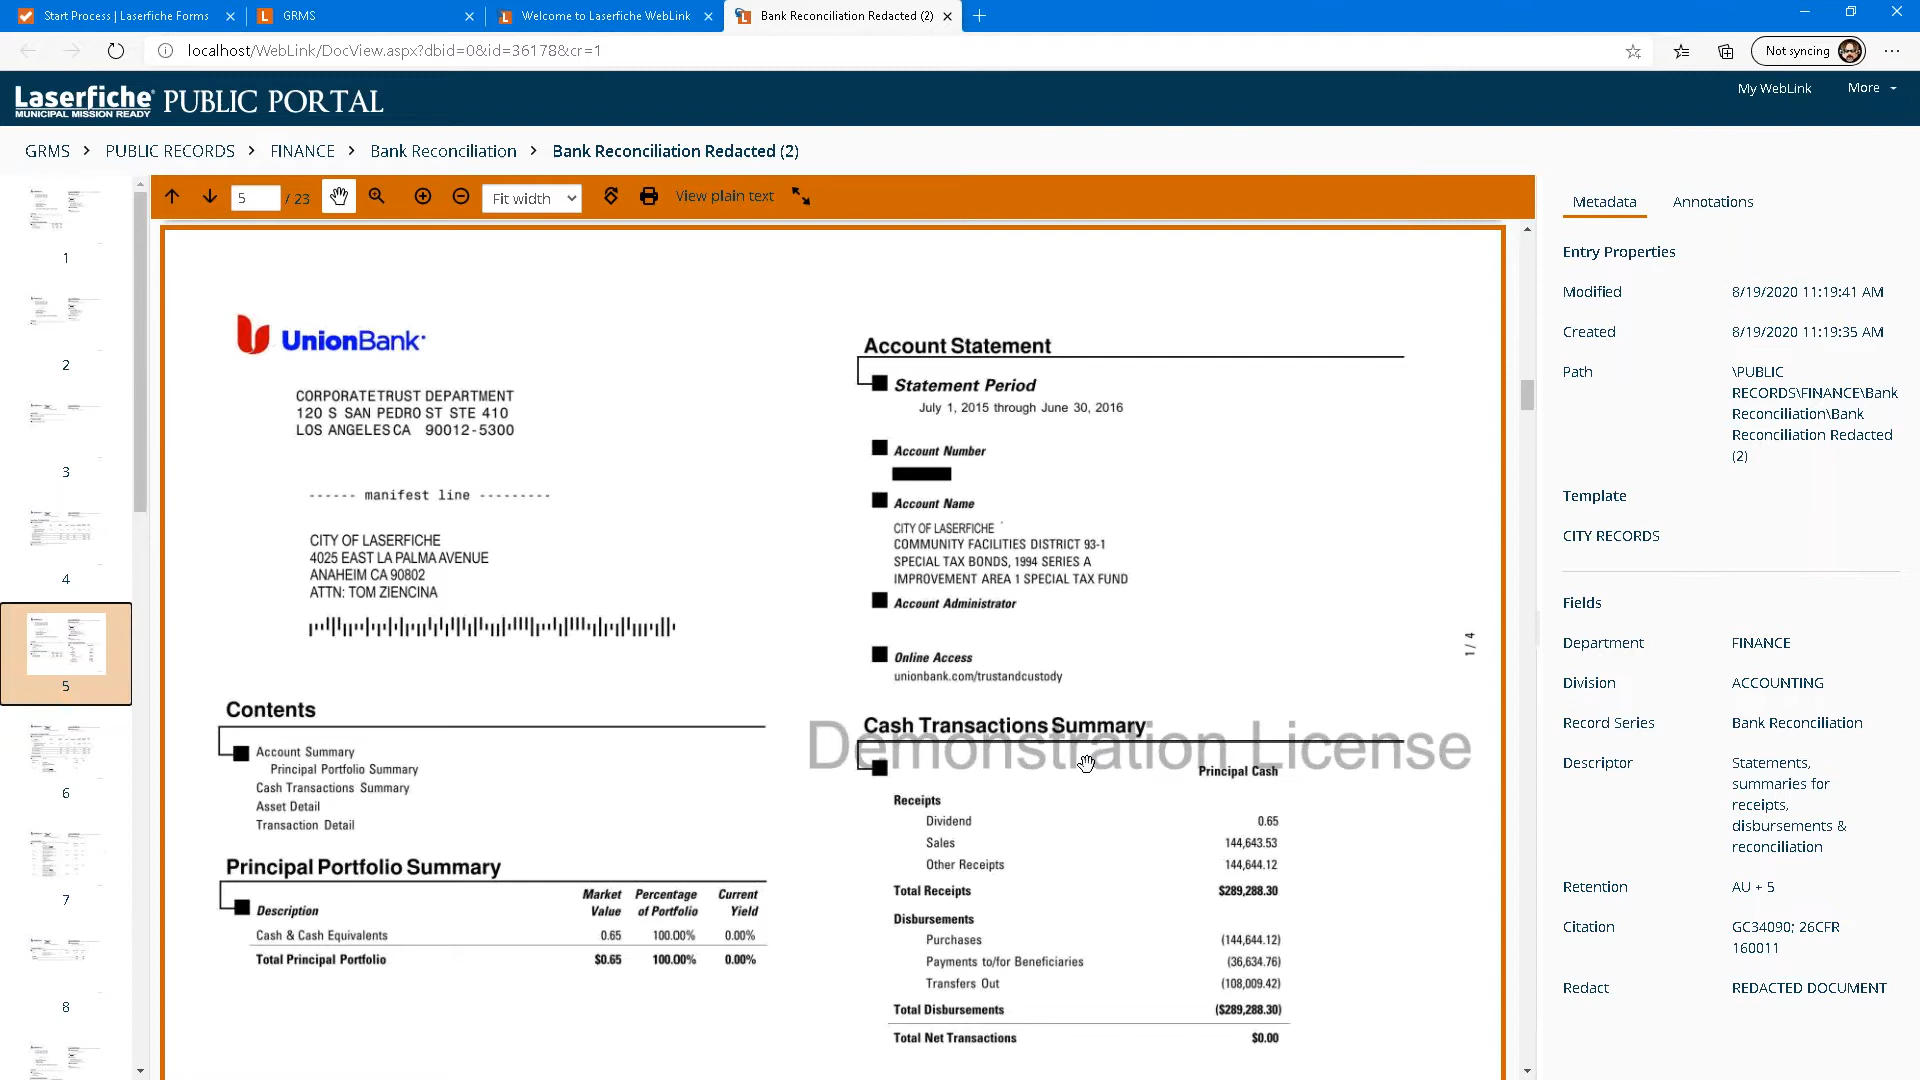 Start Process | Laserfiche Forms
GRMS
Welcome to Laserfiche WebLink
Bank Reconciliation Redacted (2)
localhost/WebLink/DocView.aspx?dbid=0&id=36178&cr=1
Not syncing
Laserfiche PUBLIC PORTAL
MUNICIPAL MISSION READY
My WebLink
More
GRMS > PUBLIC RECORDS > FINANCE > Bank Reconciliation > Bank Reconciliation Redacted (2)
5 / 23
Fit width
View plain text
1
2
3
4
5
6
7
8
UnionBank
CORPORATE TRUST DEPARTMENT
120 S SAN PEDRO ST STE 410
LOS ANGELES CA 90012-5300
------ manifest line ---------
CITY OF LASERFICHE
4025 EAST LA PALMA AVENUE
ANAHEIM CA 90802
ATTN: TOM ZIENCINA
Contents
Account Summary
Principal Portfolio Summary
Cash Transactions Summary
Asset Detail
Transaction Detail
Principal Portfolio Summary
Description Market Value Percentage of Portfolio Current Yield
Cash & Cash Equivalents 0.65 100.00% 0.00%
Total Principal Portfolio $0.65 100.00% 0.00%
Account Statement
Statement Period
July 1, 2015 through June 30, 2016
Account Number
Account Name
CITY OF LASERFICHE
COMMUNITY FACILITIES DISTRICT 93-1
SPECIAL TAX BONDS, 1994 SERIES A
IMPROVEMENT AREA 1 SPECIAL TAX FUND
Account Administrator
Online Access
unionbank.com/trustandcustody
1 / 4
Cash Transactions Summary
Demonstration License
Principal Cash
Receipts
Dividend 0.65
Sales 144,643.53
Other Receipts 144,644.12
Total Receipts $289,288.30
Disbursements
Purchases (144,644.12)
Payments to/for Beneficiaries (36,634.76)
Transfers Out (108,009.42)
Total Disbursements ($289,288.30)
Total Net Transactions $0.00
Metadata
Annotations
Entry Properties
Modified 8/19/2020 11:19:41 AM
Created 8/19/2020 11:19:35 AM
Path \PUBLIC
RECORDS\FINANCE\Bank
Reconciliation\Bank
Reconciliation Redacted
(2)
Template
CITY RECORDS
Fields
Department FINANCE
Division ACCOUNTING
Record Series Bank Reconciliation
Descriptor Statements,
summaries for
receipts,
disbursements &
reconciliation
Retention AU + 5
Citation GC34090; 26CFR
160011
Redact REDACTED DOCUMENT